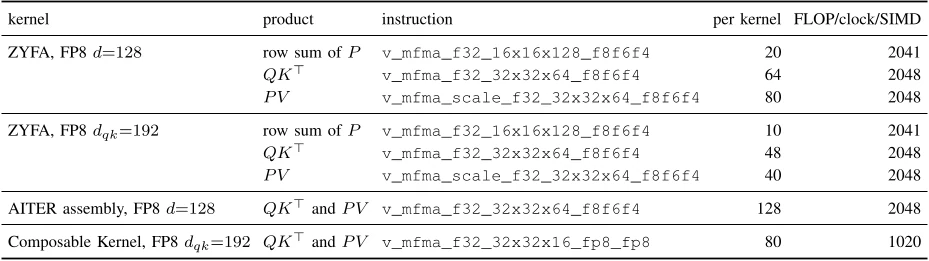 kernel product instruction per kernel FLOP/clock/SIMD
ZYFA, FP8 d=128 row sum of P v_mfma_f32_16x16x128_f8f6f4 20 2041
QK⊤ v_mfma_f32_32x32x64_f8f6f4 64 2048
PV v_mfma_scale_f32_32x32x64_f8f6f4 80 2048
ZYFA, FP8 dqk=192 row sum of P v_mfma_f32_16x16x128_f8f6f4 10 2041
QK⊤ v_mfma_f32_32x32x64_f8f6f4 48 2048
PV v_mfma_scale_f32_32x32x64_f8f6f4 40 2048
AITER assembly, FP8 d=128 QK⊤ and PV v_mfma_f32_32x32x64_f8f6f4 128 2048
Composable Kernel, FP8 dqk=192 QK⊤ and PV v_mfma_f32_32x32x16_fp8_fp8 80 1020